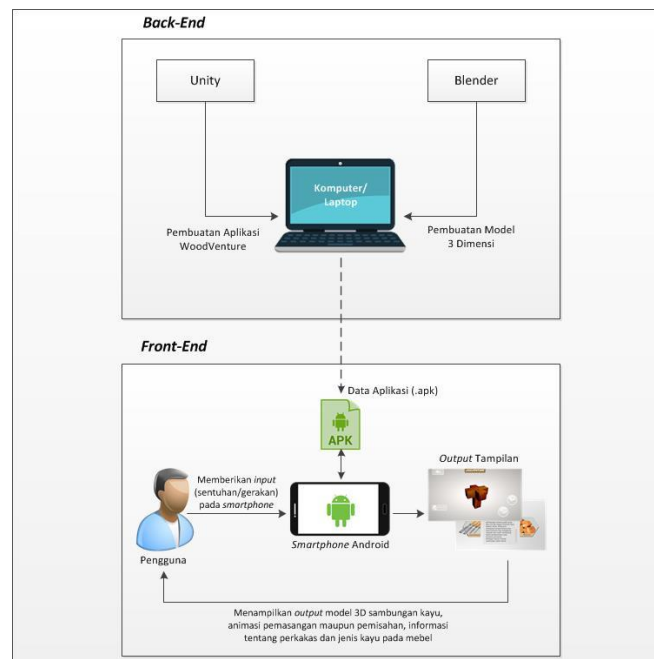 Back-End
Unity
Blender
Komputer/
Laptop
Pembuatan Aplikasi
WoodVenture
Pembuatan Model
3 Dimensi
Front-End
Data Aplikasi (.apk)
APK
Output Tampilan
Memberikan input
(sentuhan/gerakan)
pada smartphone
Pengguna
Smartphone Android
Menampilkan output model 3D sambungan kayu,
animasi pemasangan maupun pemisahan, informasi
tentang perkakas dan jenis kayu pada mebel